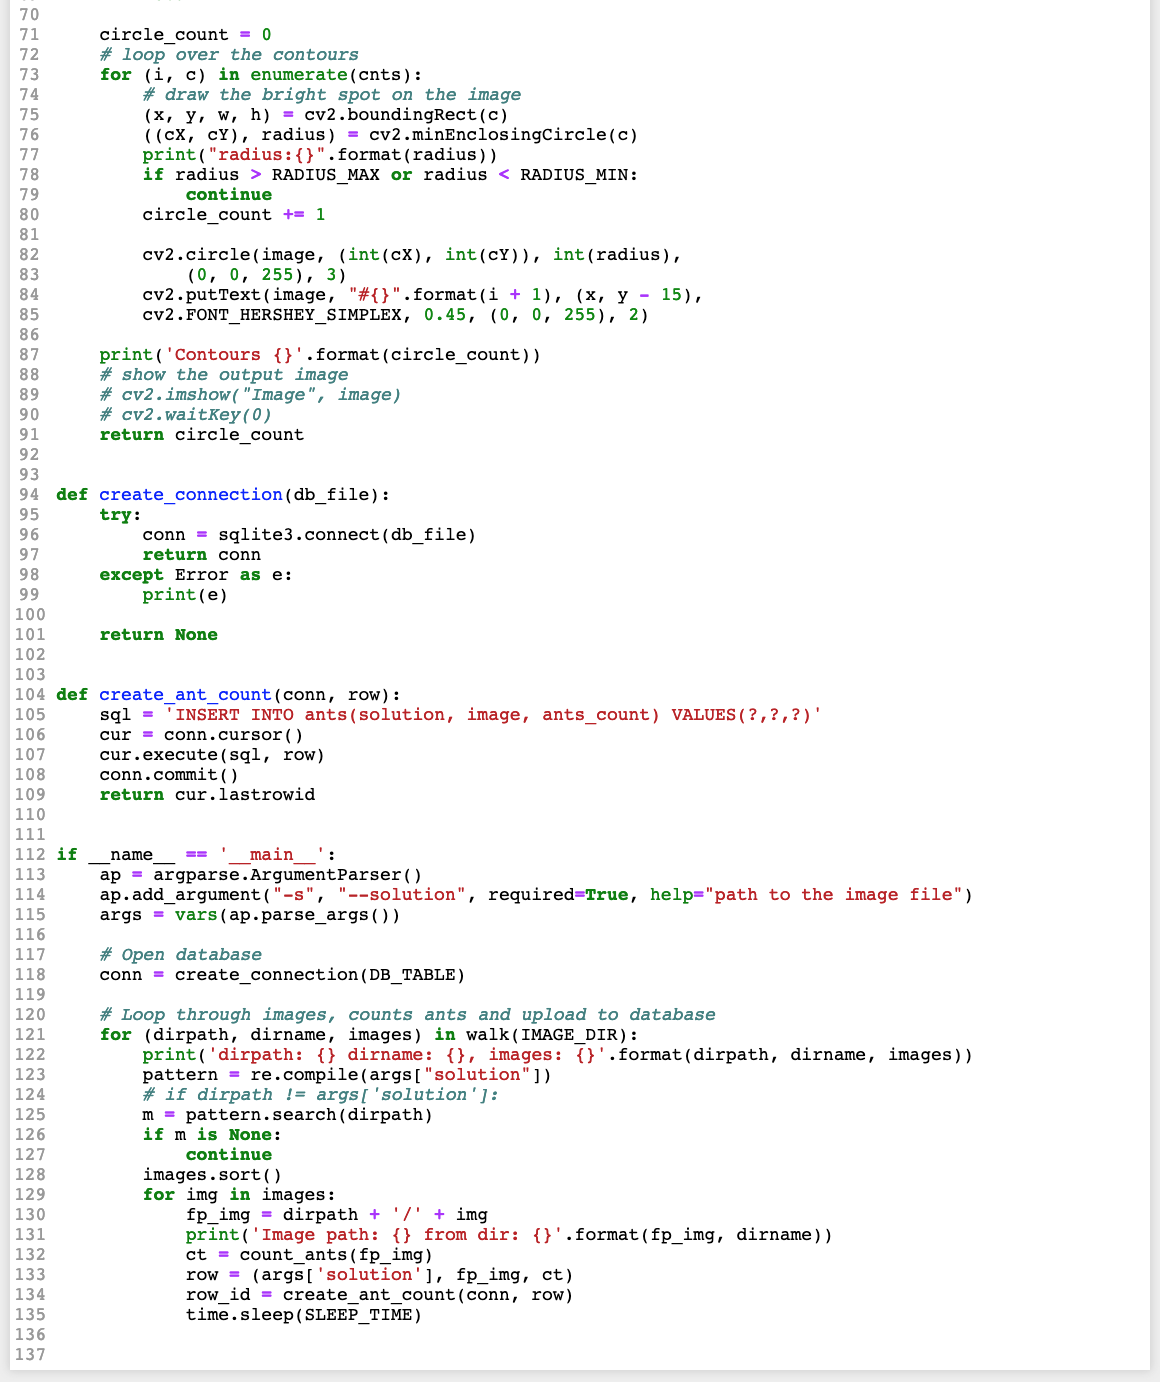 70
71     circle_count = 0
72     # loop over the contours
73     for (i, c) in enumerate(cnts):
74         # draw the bright spot on the image
75         (x, y, w, h) = cv2.boundingRect(c)
76         ((cX, cY), radius) = cv2.minEnclosingCircle(c)
77         print("radius:{}".format(radius))
78         if radius > RADIUS_MAX or radius < RADIUS_MIN:
79             continue
80         circle_count += 1
81
82         cv2.circle(image, (int(cX), int(cY)), int(radius),
83             (0, 0, 255), 3)
84         cv2.putText(image, "#{}".format(i + 1), (x, y - 15),
85         cv2.FONT_HERSHEY_SIMPLEX, 0.45, (0, 0, 255), 2)
86
87     print('Contours {}'.format(circle_count))
88     # show the output image
89     # cv2.imshow("Image", image)
90     # cv2.waitKey(0)
91     return circle_count
92
93
94 def create_connection(db_file):
95     try:
96         conn = sqlite3.connect(db_file)
97         return conn
98     except Error as e:
99         print(e)
100
101     return None
102
103
104 def create_ant_count(conn, row):
105     sql = 'INSERT INTO ants(solution, image, ants_count) VALUES(?,?,?)'
106     cur = conn.cursor()
107     cur.execute(sql, row)
108     conn.commit()
109     return cur.lastrowid
110
111
112 if __name__ == '__main__':
113     ap = argparse.ArgumentParser()
114     ap.add_argument("-s", "--solution", required=True, help="path to the image file")
115     args = vars(ap.parse_args())
116
117     # Open database
118     conn = create_connection(DB_TABLE)
119
120     # Loop through images, counts ants and upload to database
121     for (dirpath, dirname, images) in walk(IMAGE_DIR):
122         print('dirpath: {} dirname: {}, images: {}'.format(dirpath, dirname, images))
123         pattern = re.compile(args["solution"])
124         # if dirpath != args['solution']:
125         m = pattern.search(dirpath)
126         if m is None:
127             continue
128         images.sort()
129         for img in images:
130             fp_img = dirpath + '/' + img
131             print('Image path: {} from dir: {}'.format(fp_img, dirname))
132             ct = count_ants(fp_img)
133             row = (args['solution'], fp_img, ct)
134             row_id = create_ant_count(conn, row)
135             time.sleep(SLEEP_TIME)
136
137